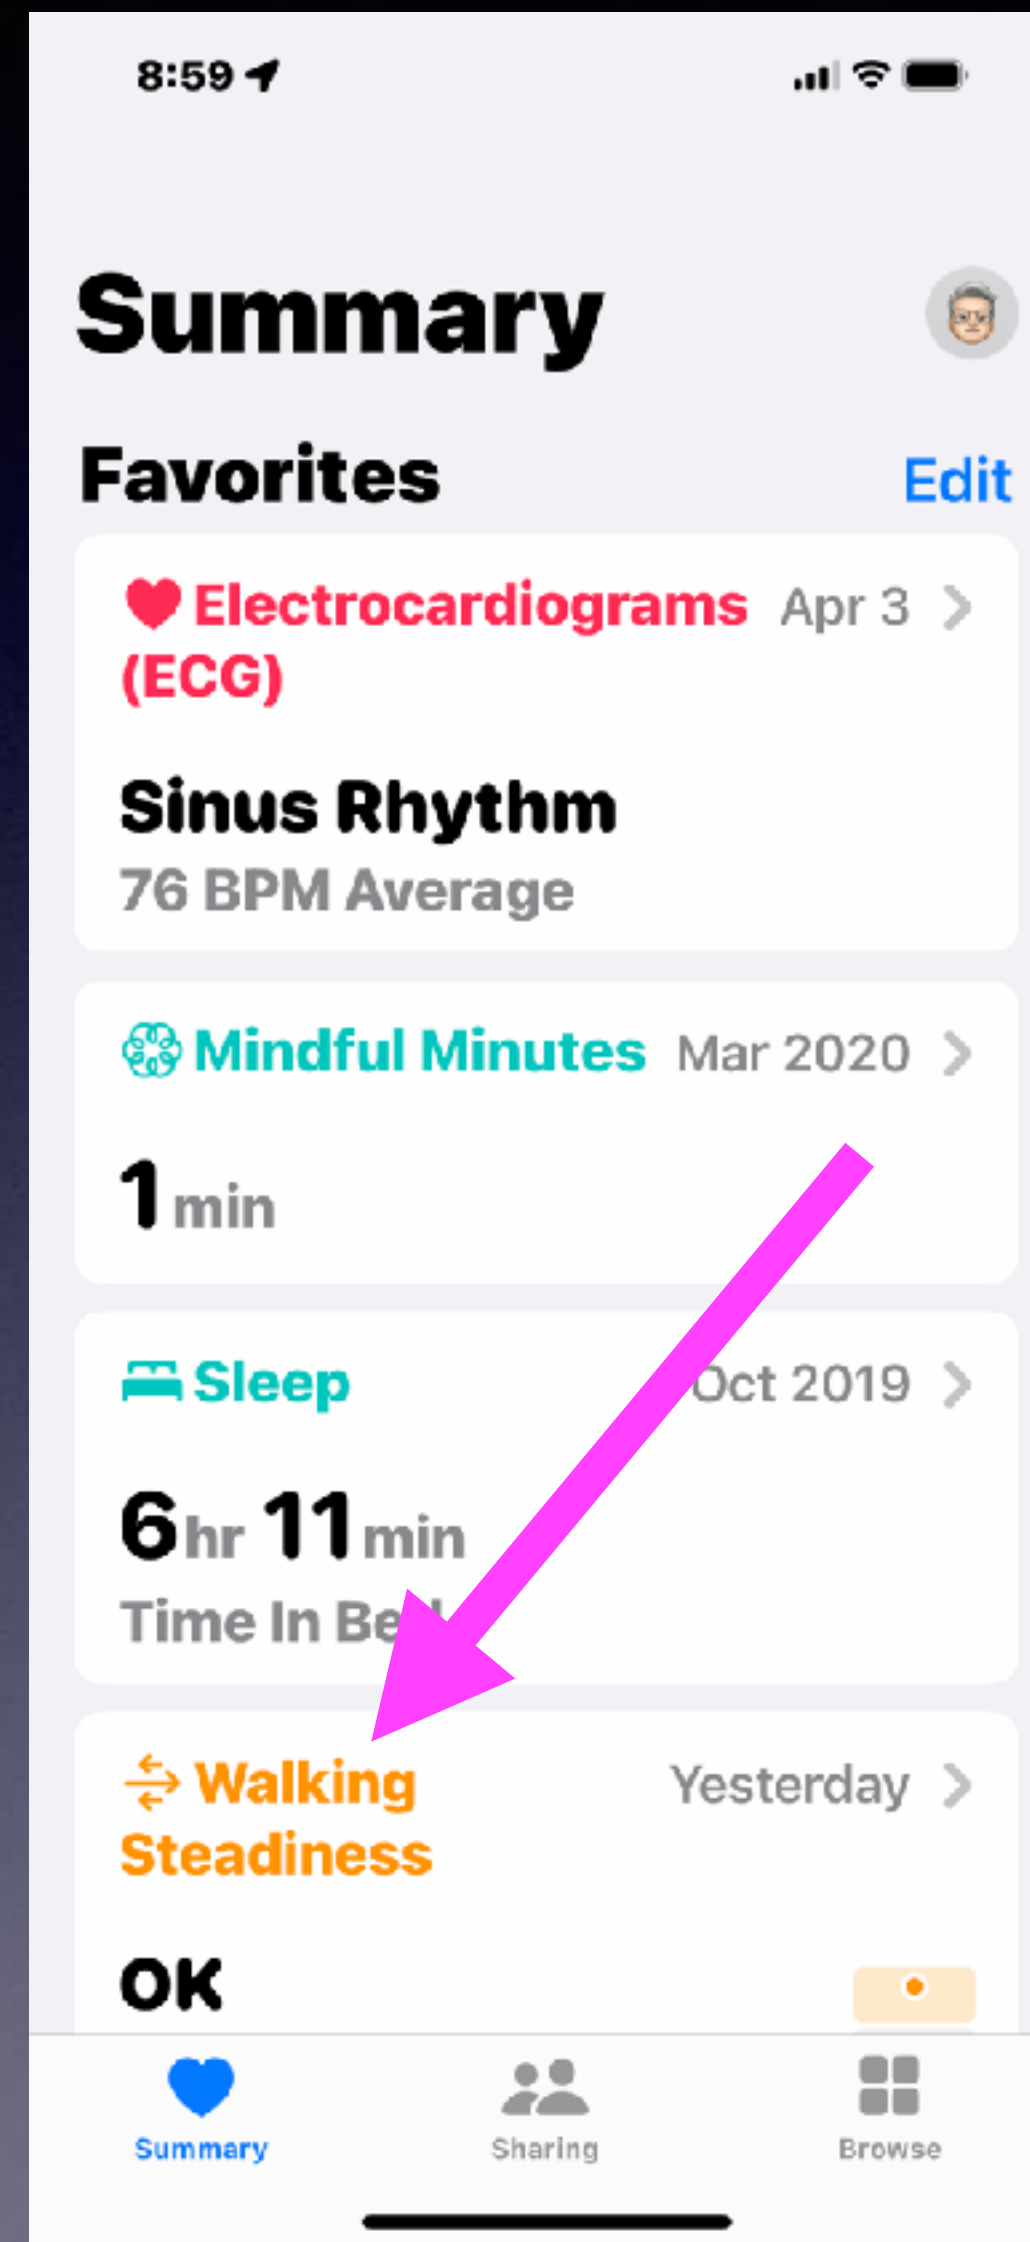 8:59
Summary
Favorites Edit
Electrocardiograms Apr 3
(ECG)
Sinus Rhythm
76 BPM Average
Mindful Minutes Mar 2020
1 min
Sleep Oct 2019
6 hr 11 min
Time In Bed
Walking Yesterday
Steadiness
OK
Summary Sharing Browse